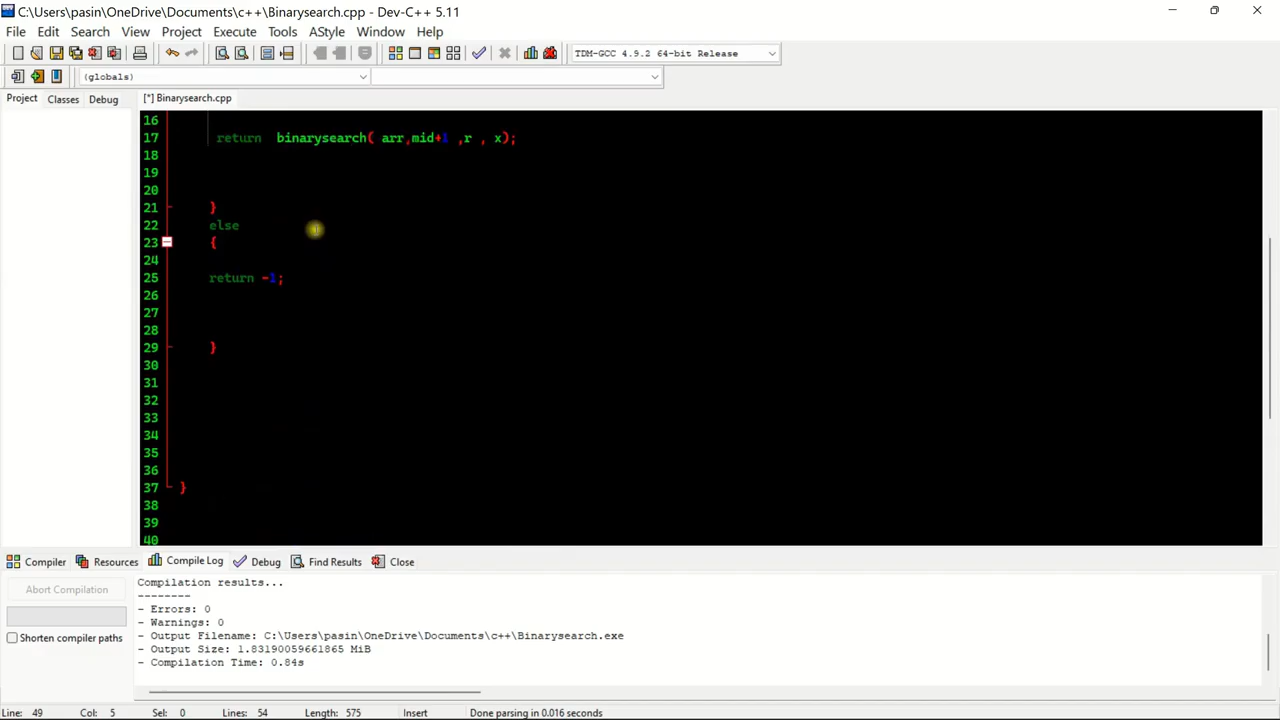 C:\Users\pasin\OneDrive\Documents\c++\Binarysearch.cpp - Dev-C++ 5.11
File Edit Search View Project Execute Tools AStyle Window Help
TDM-GCC 4.9.2 64-bit Release
(globals)
Project Classes Debug
[*] Binarysearch.cpp
16
17 return binarysearch( arr,mid+1 ,r , x);
18
19
20
21 }
22 else
23 {
24
25 return -1;
26
27
28
29 }
30
31
32
33
34
35
36
37 }
38
39
40
Compiler Resources Compile Log Debug Find Results Close
Abort Compilation
Shorten compiler paths
Compilation results...
--------
- Errors: 0
- Warnings: 0
- Output Filename: C:\Users\pasin\OneDrive\Documents\c++\Binarysearch.exe
- Output Size: 1.83190059661865 MiB
- Compilation Time: 0.84s
Line: 49 Col: 5 Sel: 0 Lines: 54 Length: 575 Insert Done parsing in 0.016 seconds